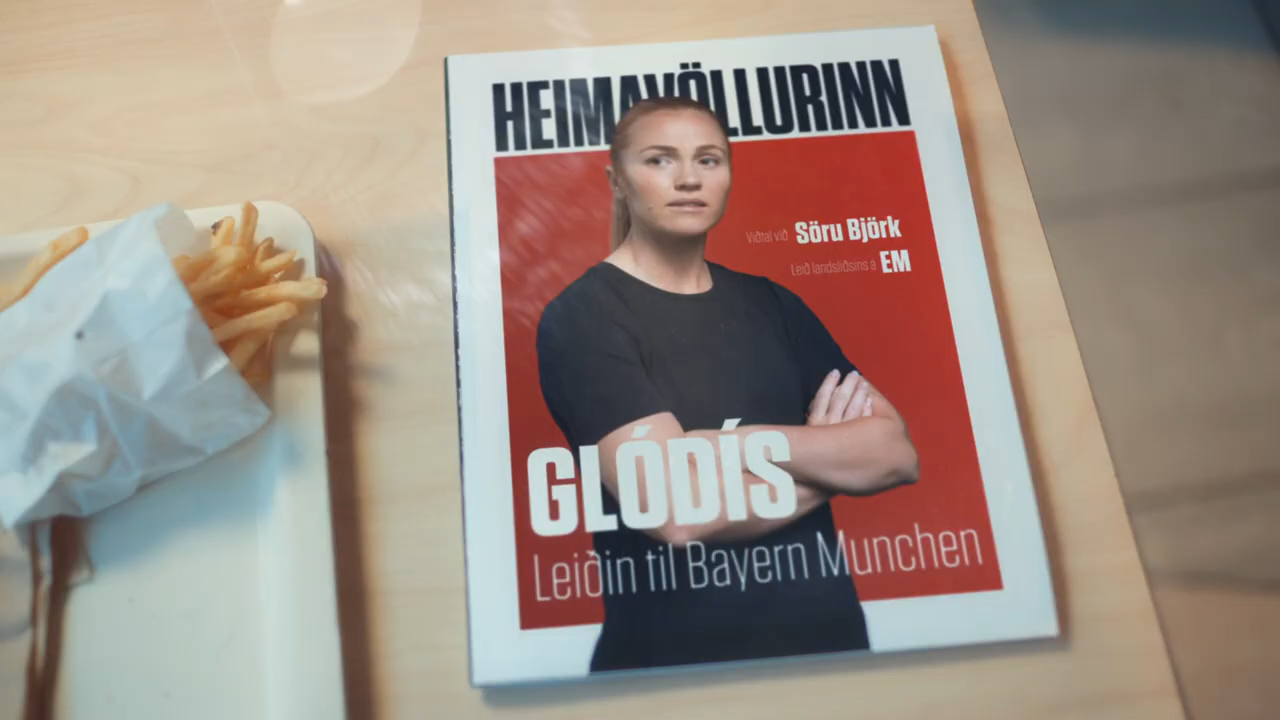 HEIMAVÖLLURINN
Viðtal við Söru Björk
Leið landsliðsins á EM
GLÓDÍS
Leiðin til Bayern Munchen